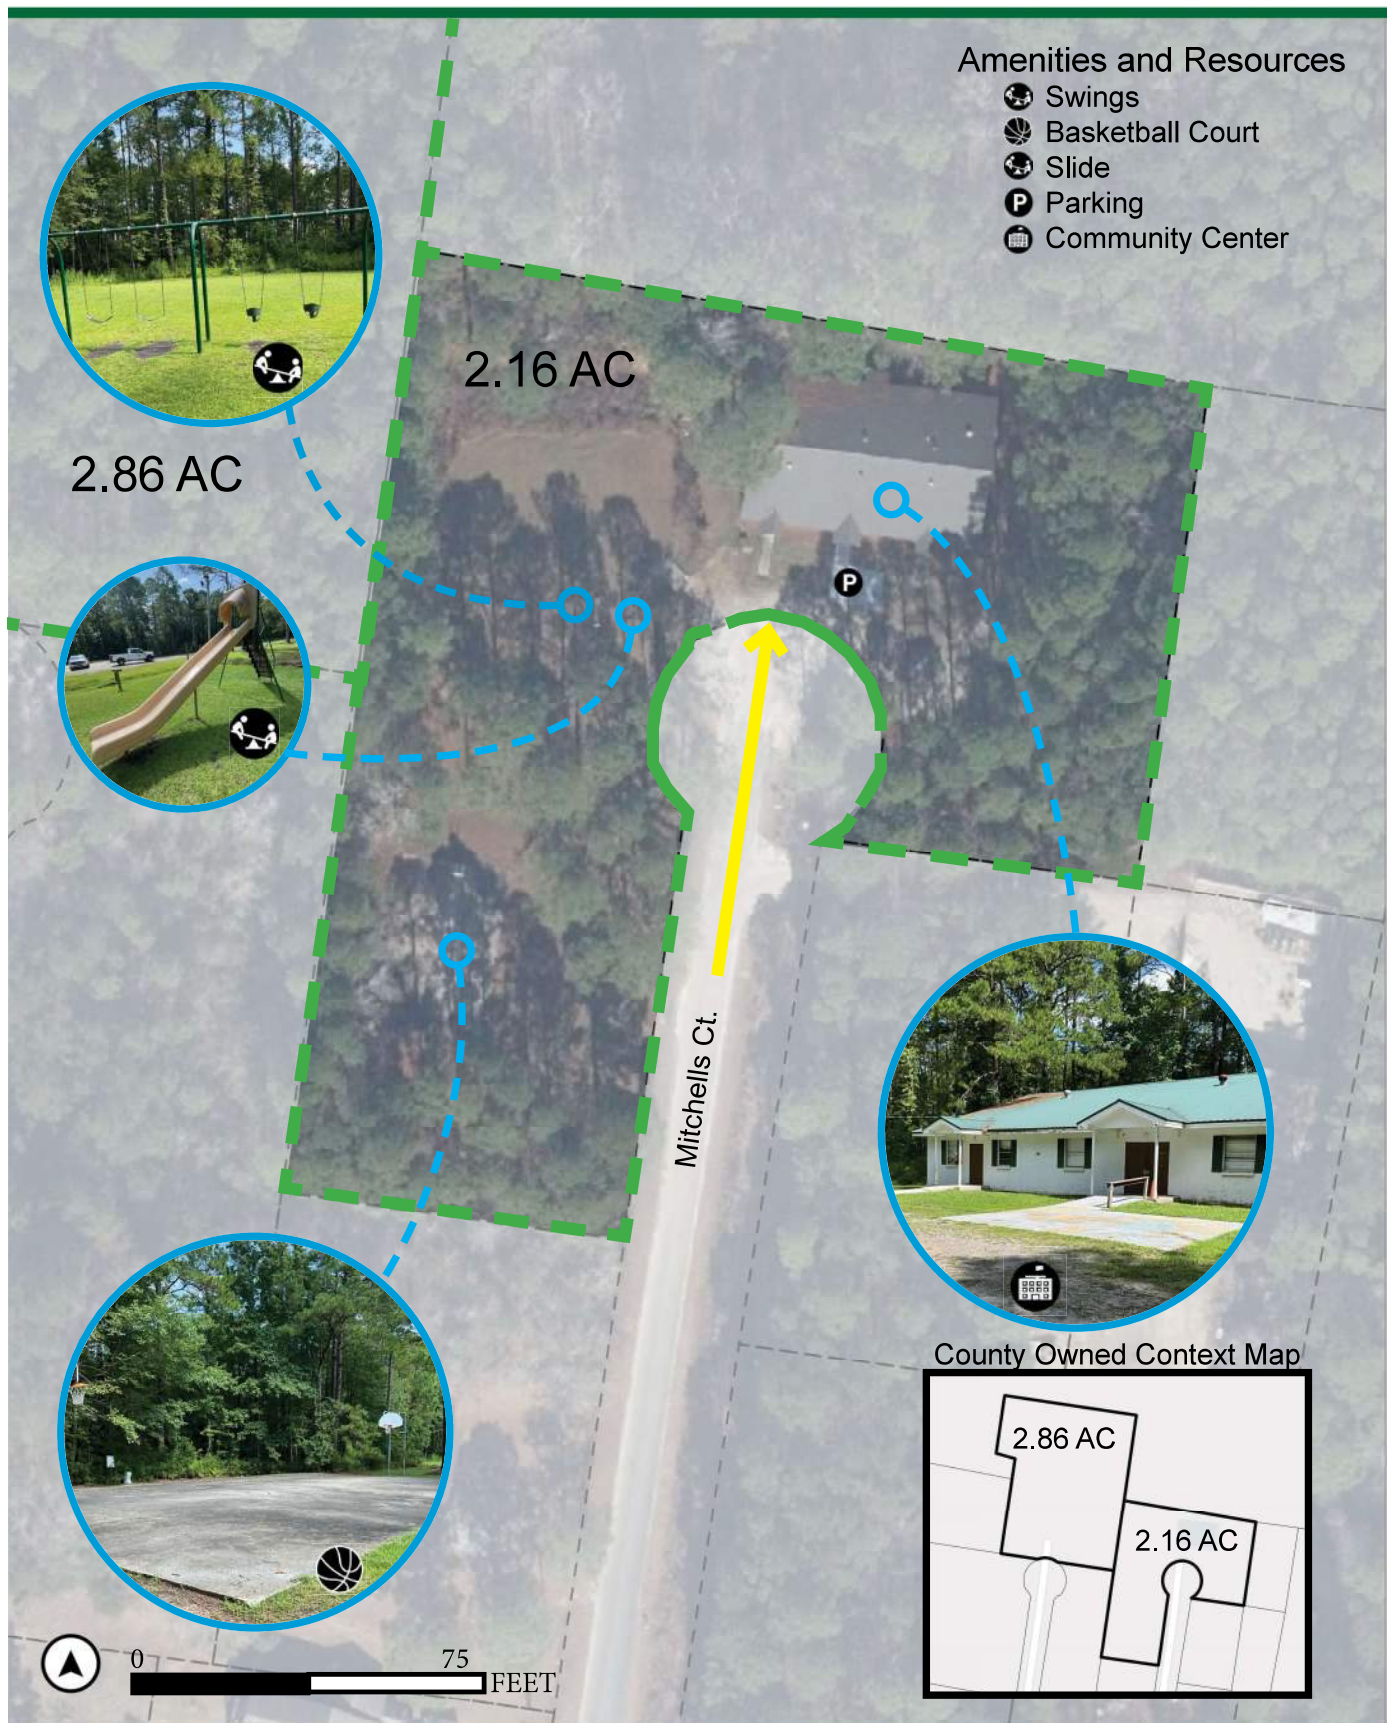 Amenities and Resources
Swings
Basketball Court
Slide
P Parking
Community Center
2.16 AC
2.86 AC
P
Mitchells Ct.
County Owned Context Map
2.86 AC
2.16 AC
0 75
FEET